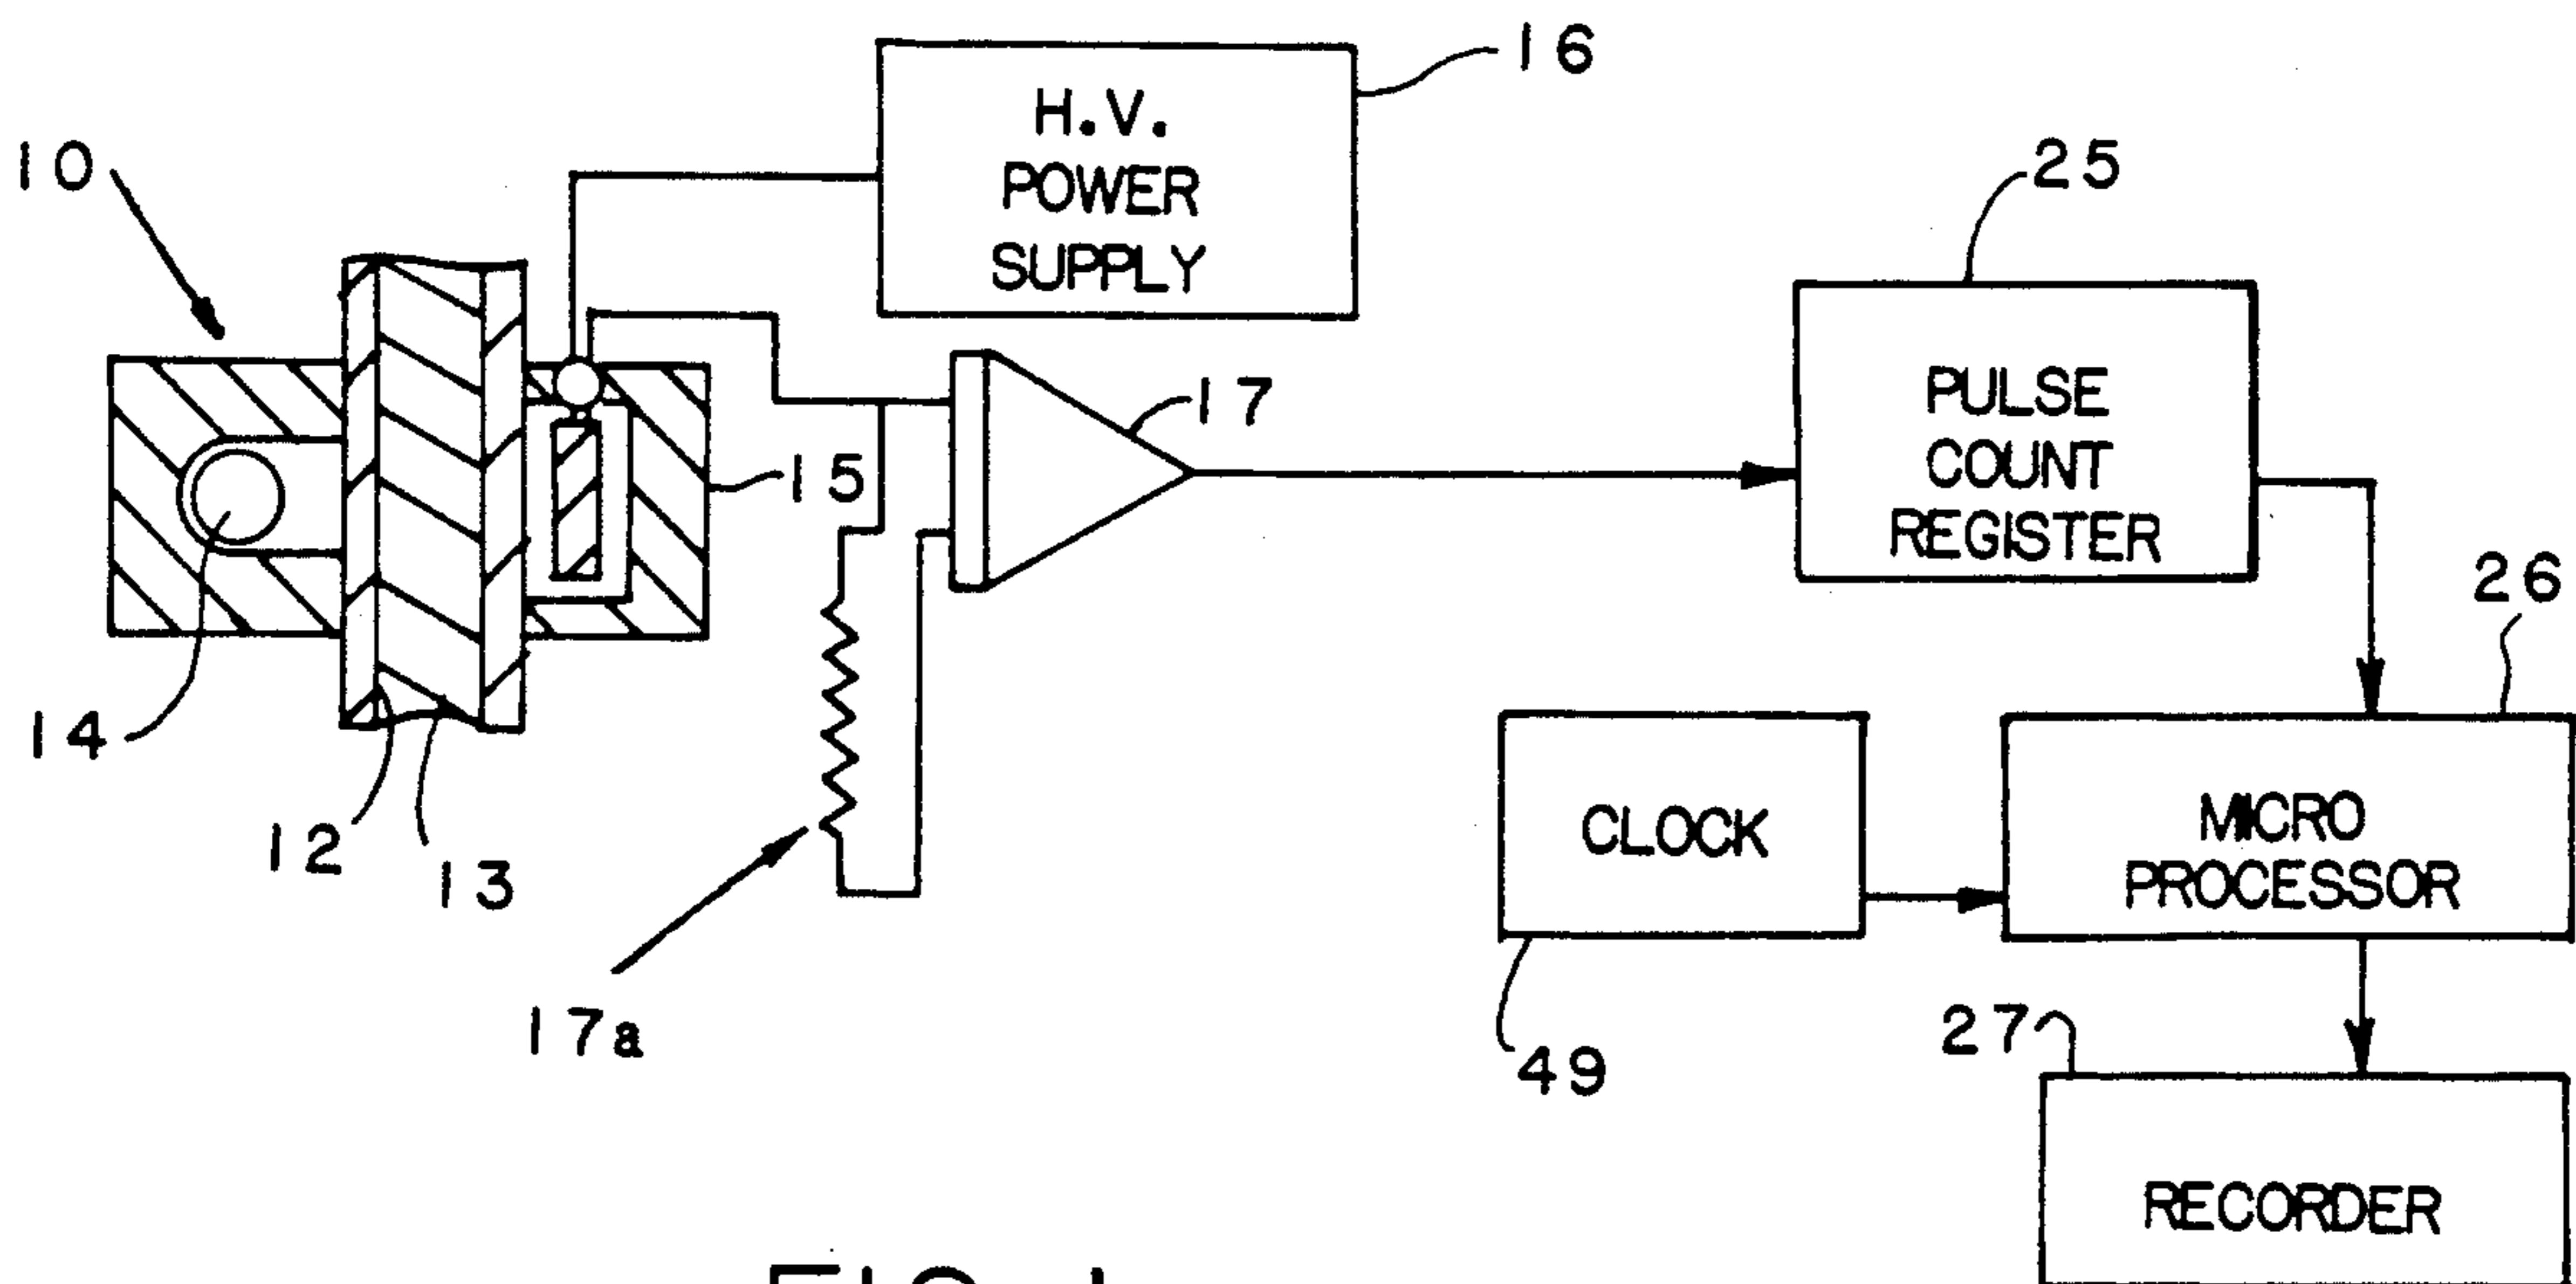 16
H.V.
POWER
SUPPLY
10
25
PULSE
COUNT
REGISTER
17
15
26
14
12
13
CLOCK
MICRO
PROCESSOR
17a
49
27
RECORDER